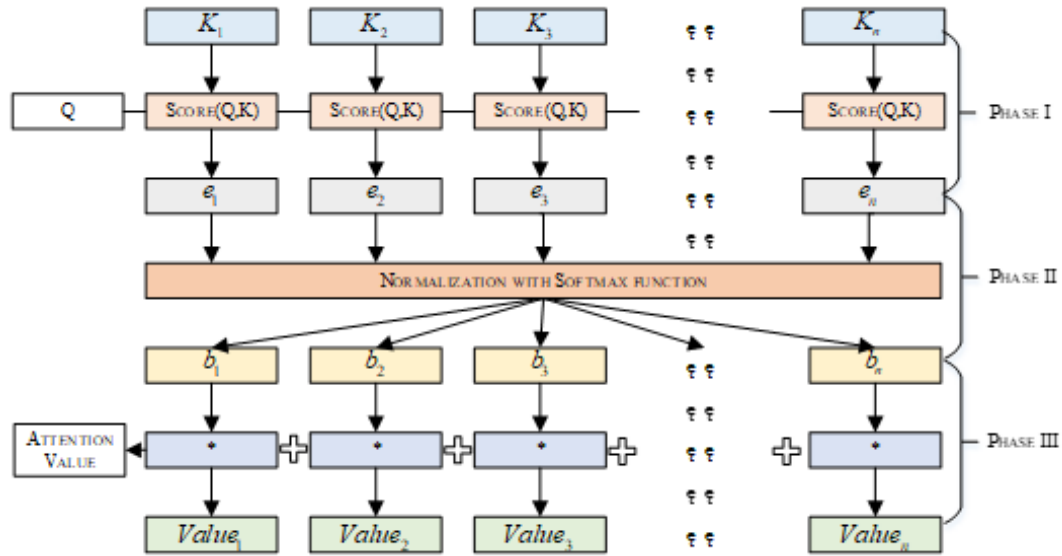 K₁ K₂ K₃ Kₙ
Q SCORE(Q,K) SCORE(Q,K) SCORE(Q,K) SCORE(Q,K) PHASE I
e₁ e₂ e₃ eₙ
NORMALIZATION WITH SOFTMAX FUNCTION PHASE II
b₁ b₂ b₃ bₙ
ATTENTION
VALUE * * * * PHASE III
Value₁ Value₂ Value₃ Valueₙ